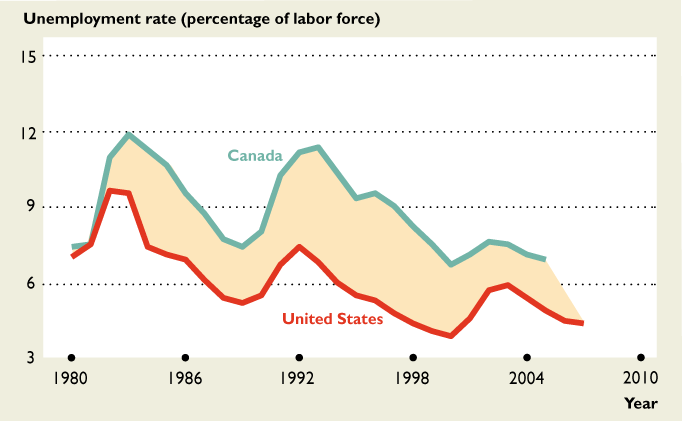 Unemployment rate (percentage of labor force)
15
12
Canada
9
6
United States
3
1980 1986 1992 1998 2004 2010
Year